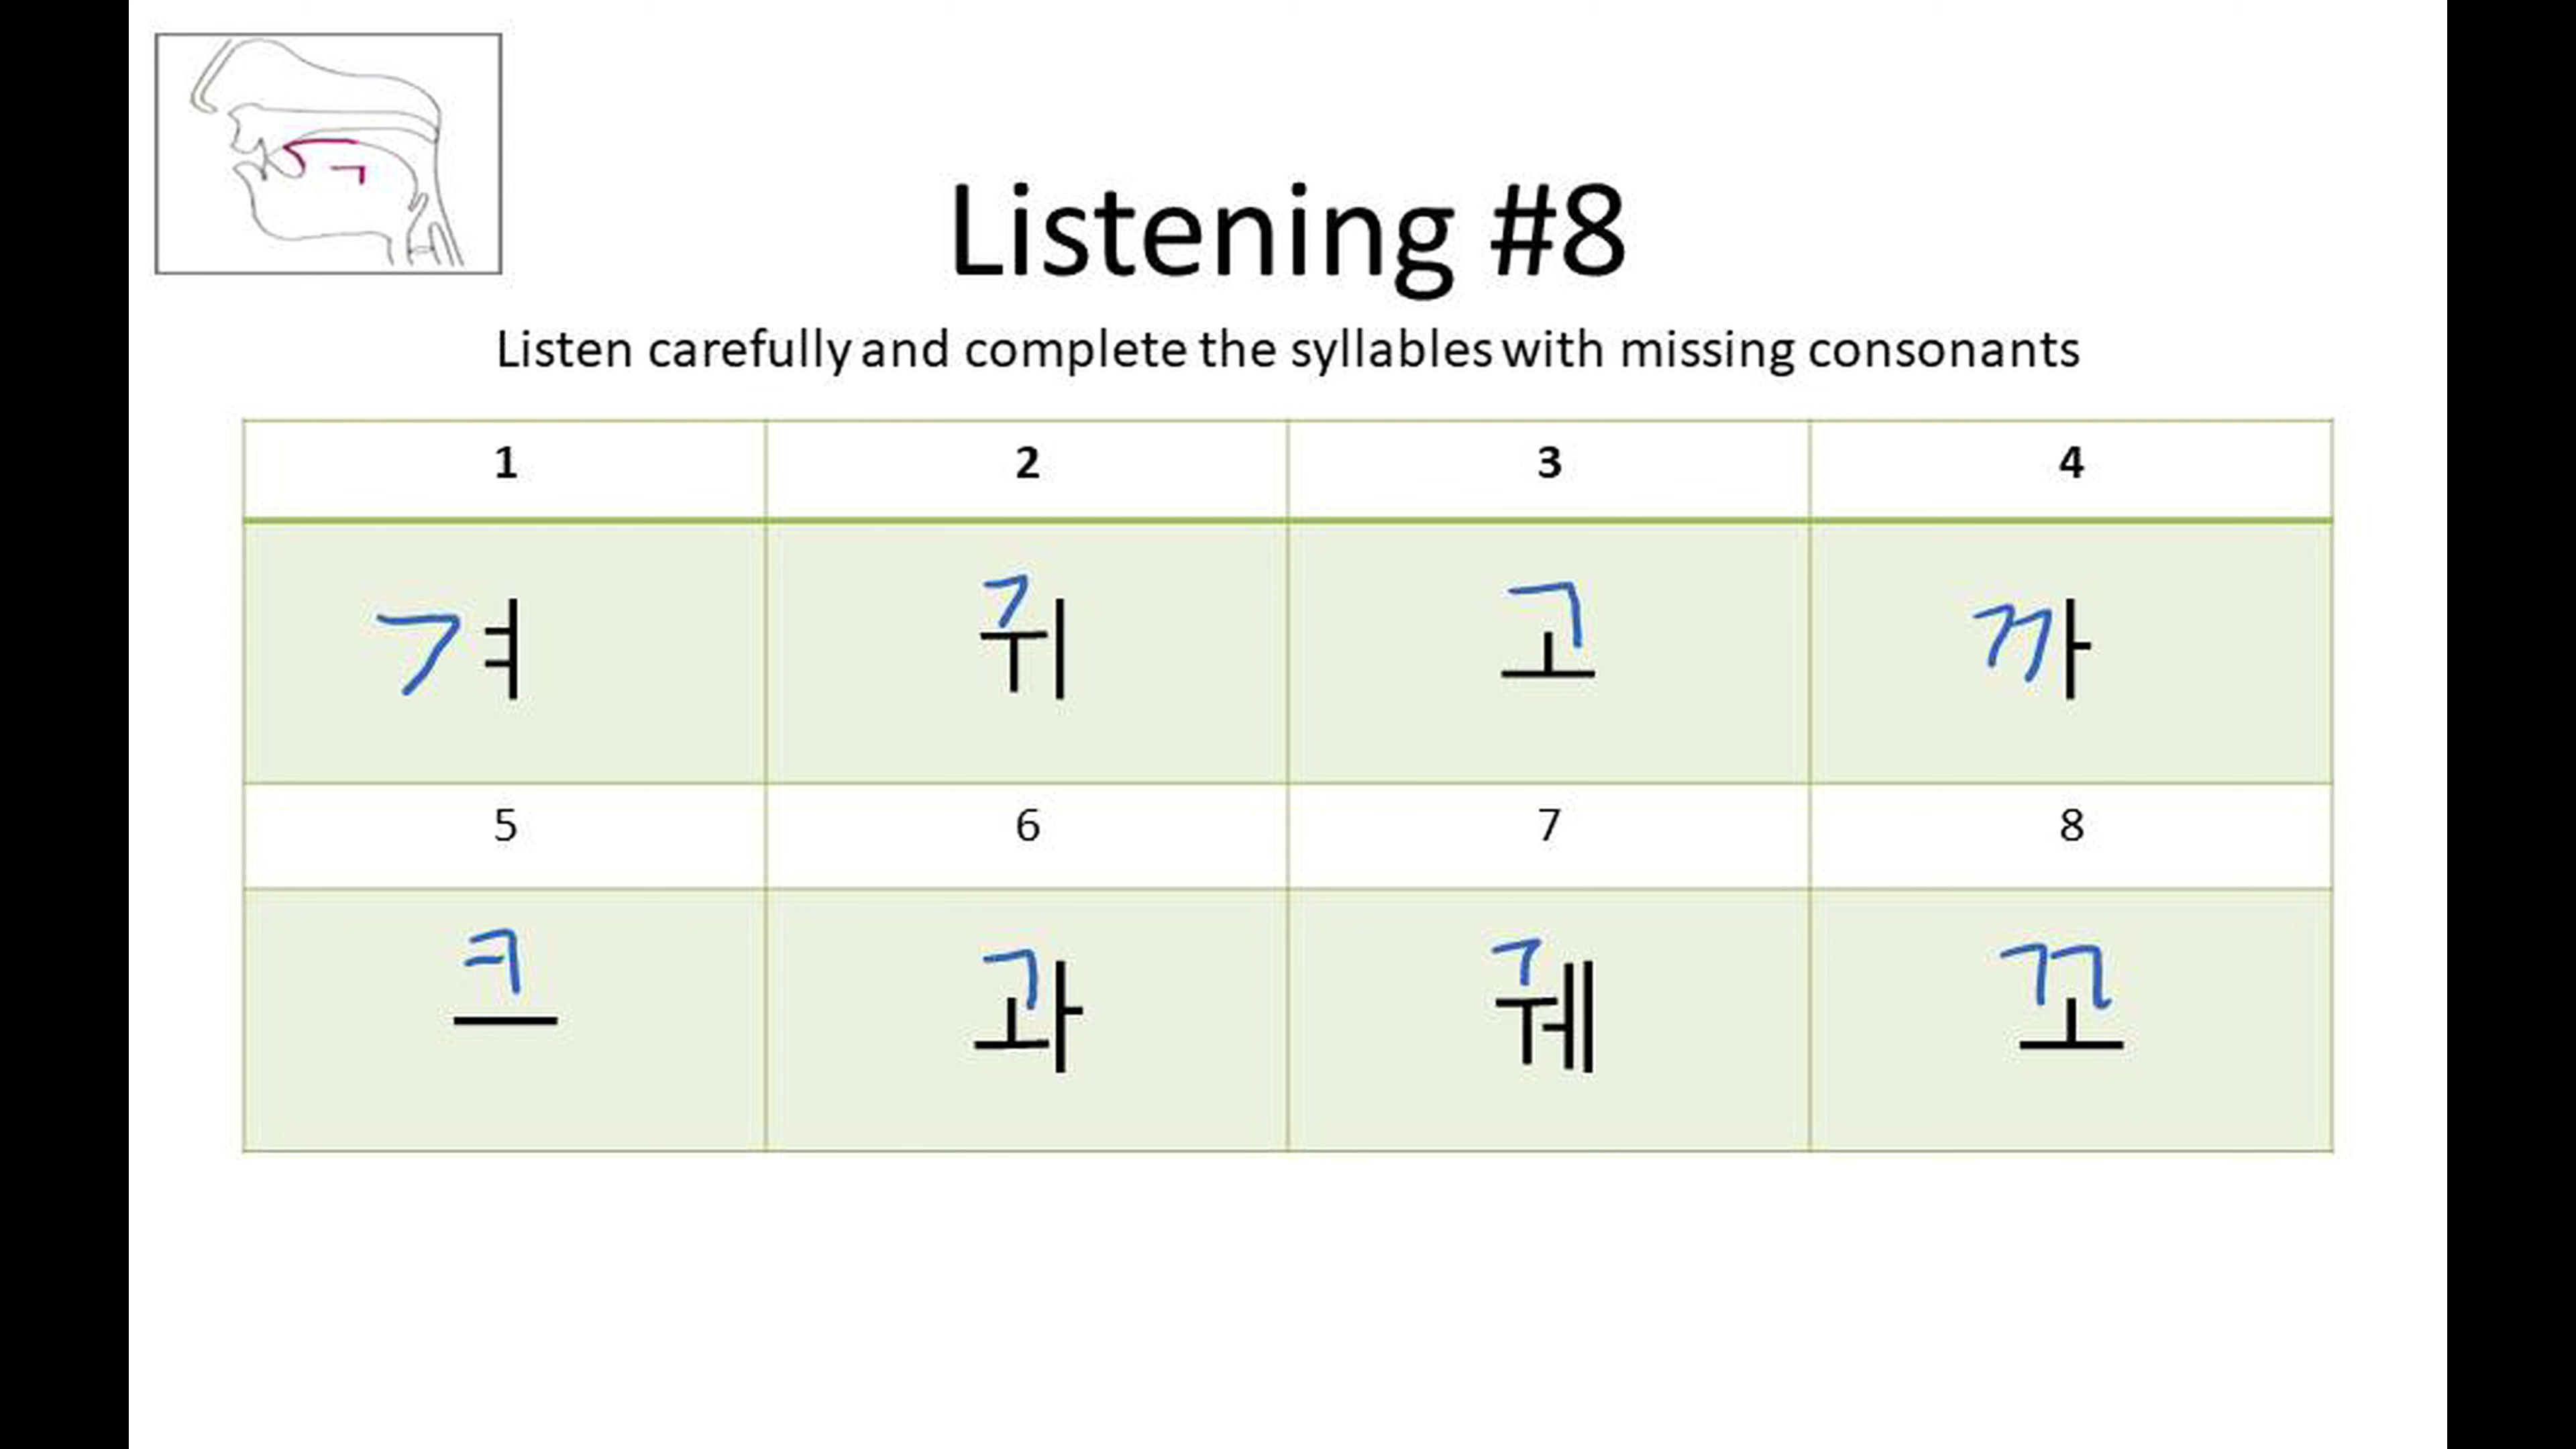 ㄱ
Listening #8
Listen carefully and complete the syllables with missing consonants
1 2 3 4
겨 귀 고 까
5 6 7 8
크 과 궤 꼬